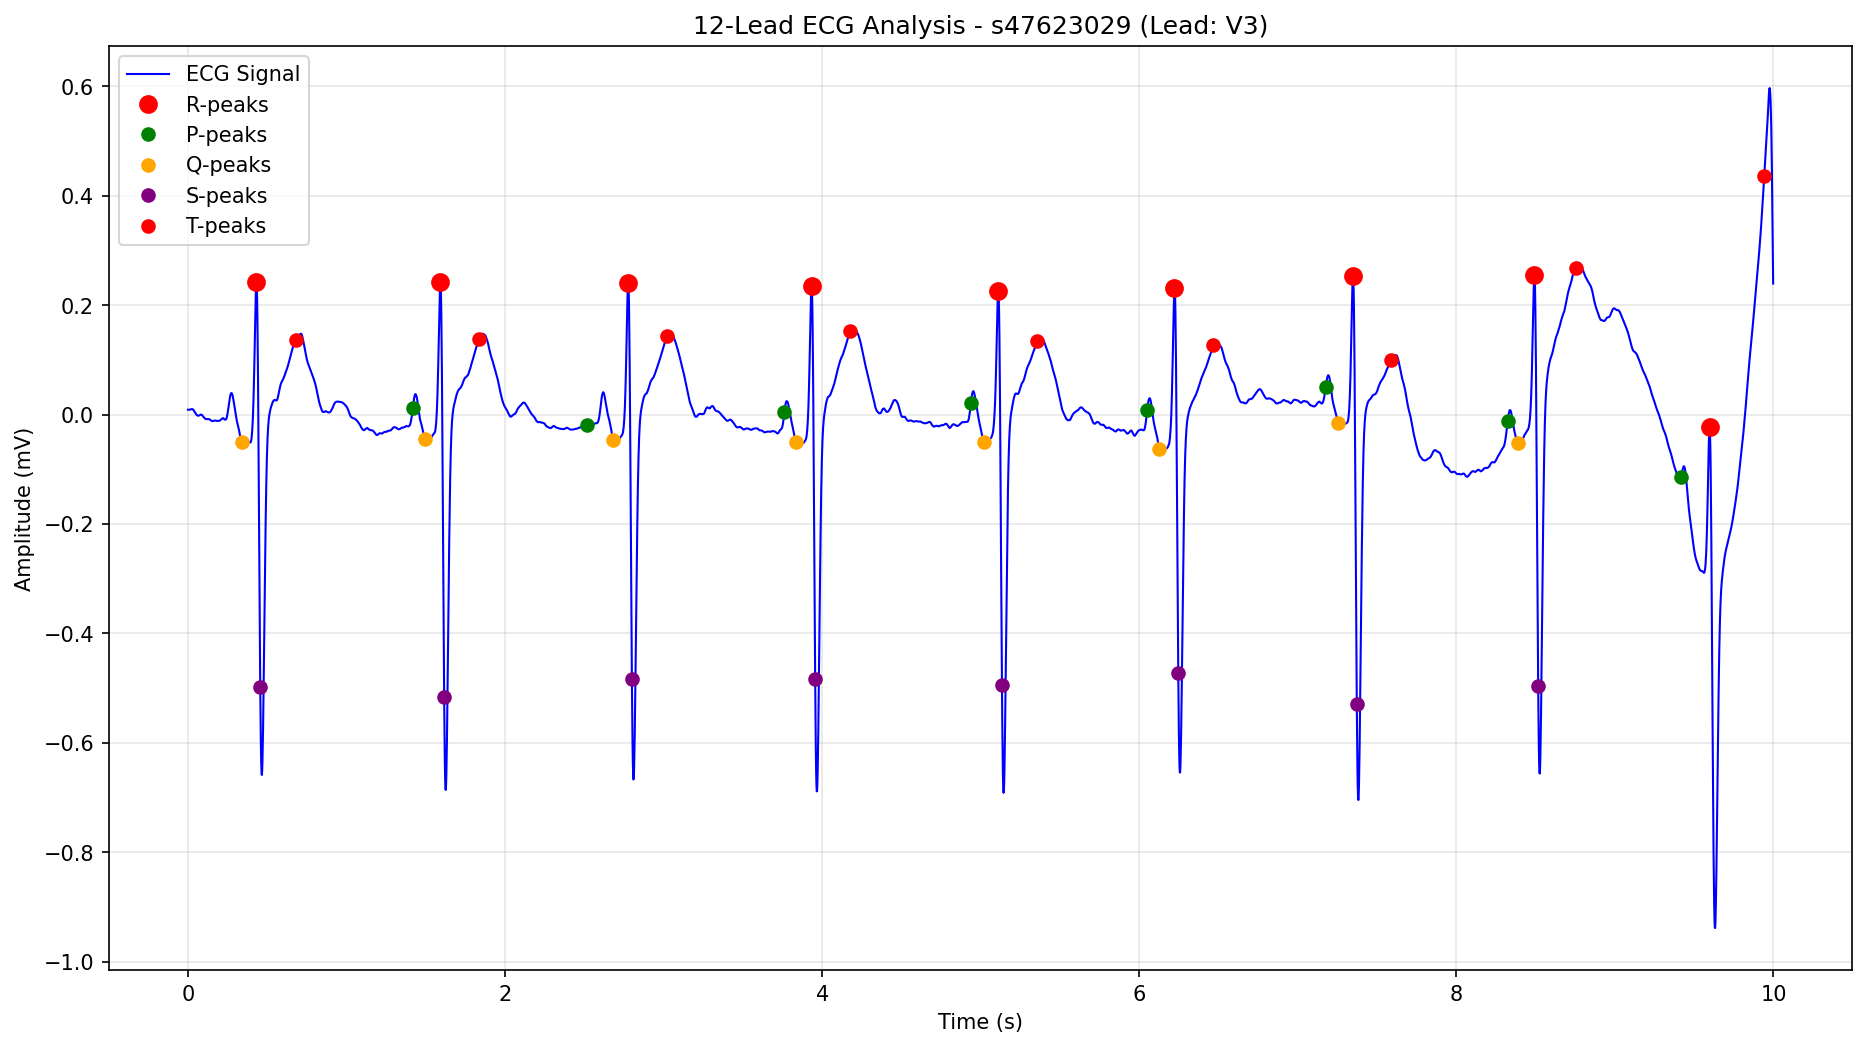 12-Lead ECG Analysis - s47623029 (Lead: V3)
ECG Signal
R-peaks
P-peaks
Q-peaks
S-peaks
T-peaks
0.6
0.4
0.2
0.0
−0.2
−0.4
−0.6
−0.8
−1.0
Amplitude (mV)
0 2 4 6 8 10
Time (s)